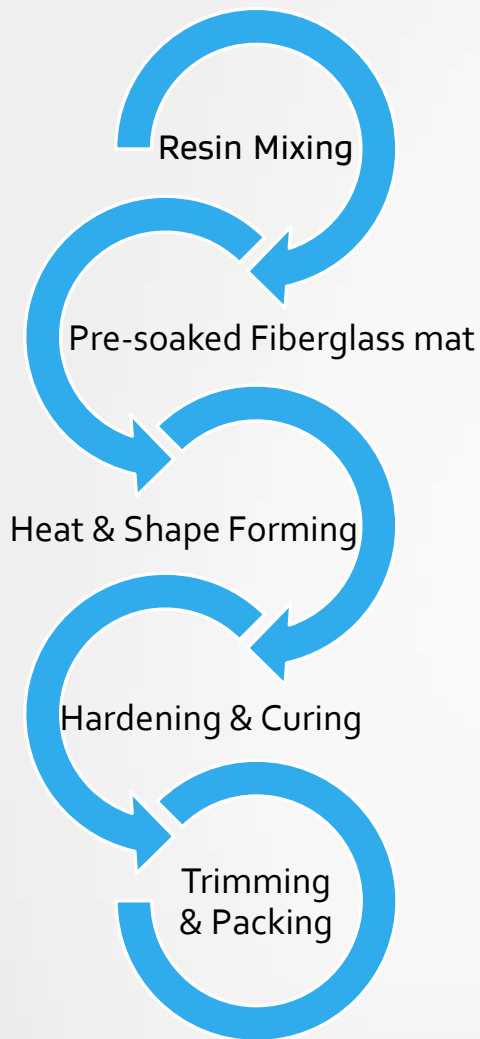 Resin Mixing
Pre-soaked Fiberglass mat
Heat & Shape Forming
Hardening & Curing
Trimming
& Packing